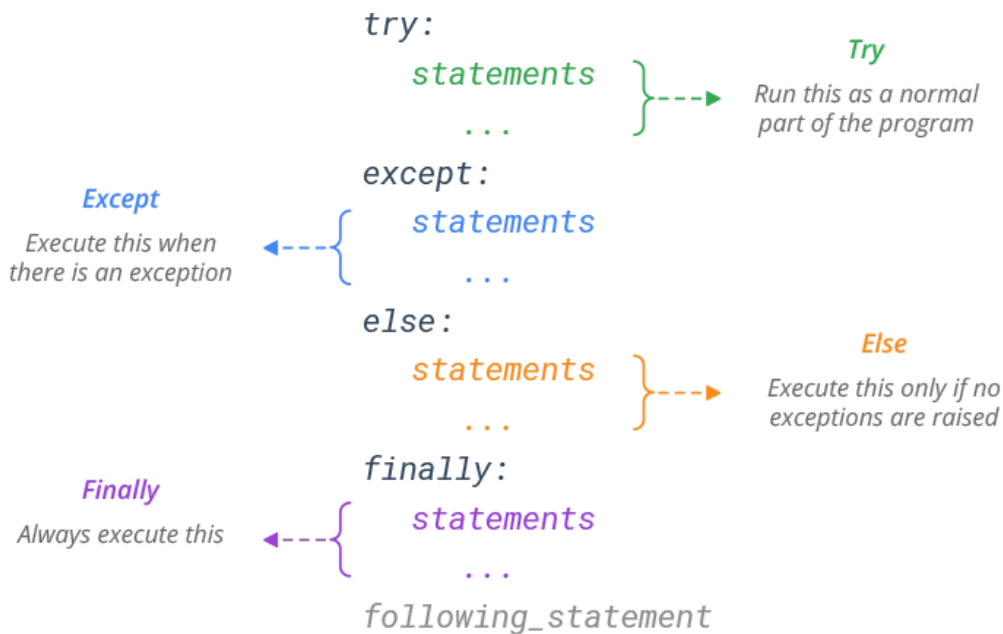 try:
statements
...
Try
Run this as a normal
part of the program
except:
Except
Execute this when
there is an exception
statements
...
else:
statements
...
Else
Execute this only if no
exceptions are raised
finally:
Finally
Always execute this
statements
...
following_statement